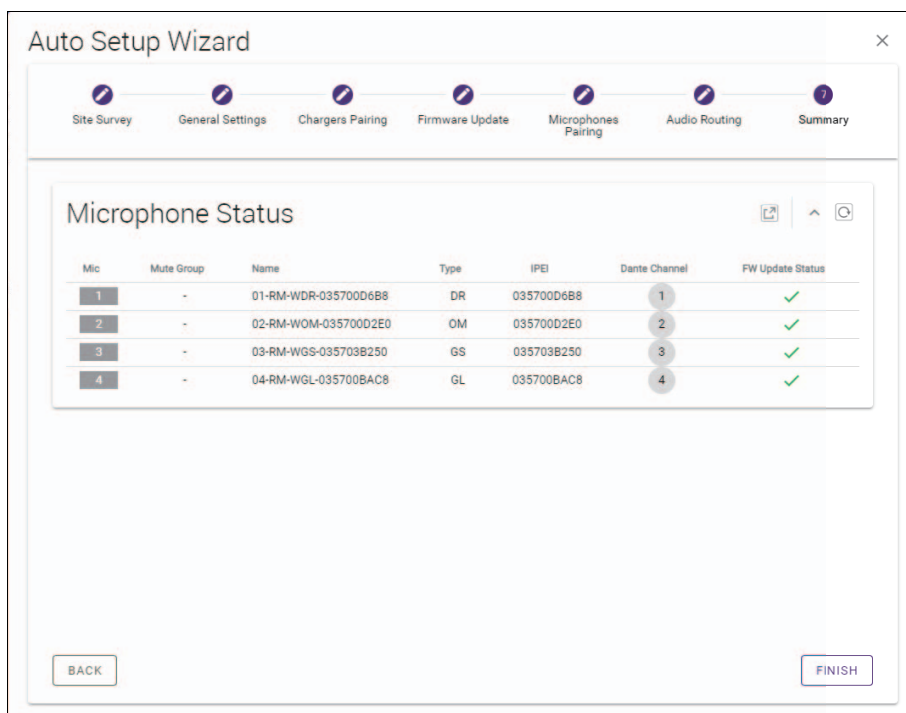 Auto Setup Wizard
7
Site Survey General Settings Chargers Pairing Firmware Update Microphones Pairing Audio Routing Summary
Microphone Status
Mic Mute Group Name Type IPEI Dante Channel FW Update Status
1 - 01-RM-WDR-035700D6B8 DR 035700D6B8 1
2 - 02-RM-WOM-035700D2E0 OM 035700D2E0 2
3 - 03-RM-WGS-035703B250 GS 035703B250 3
4 - 04-RM-WGL-035700BAC8 GL 035700BAC8 4
BACK FINISH